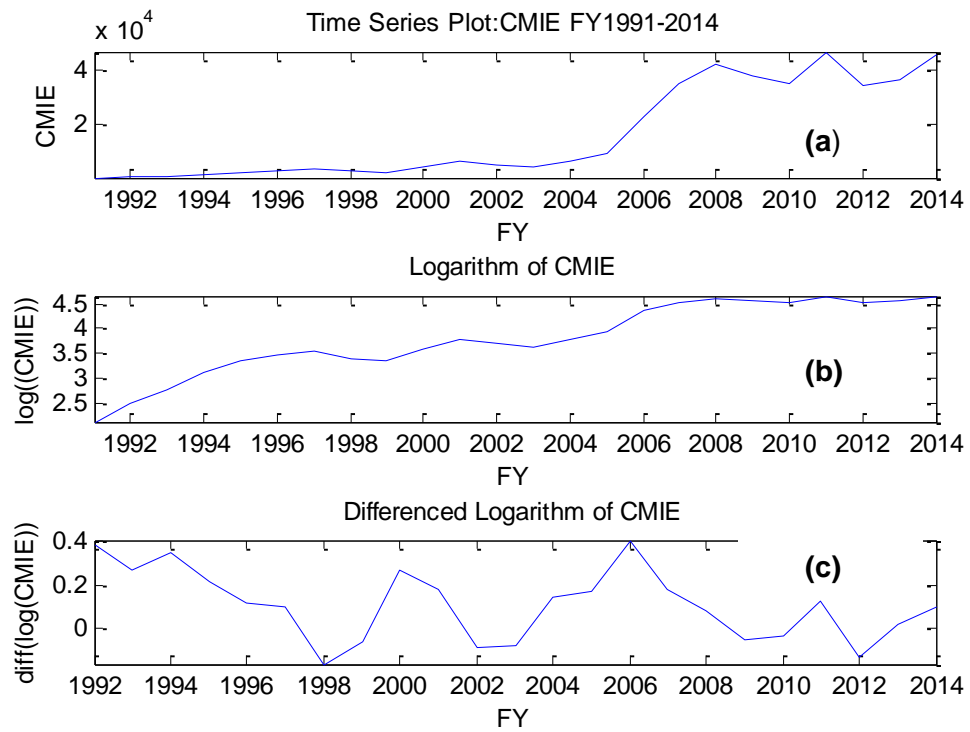 Time Series Plot:CMIE FY1991-2014
x 10^4
4
2
CMIE
(a)
1992 1994 1996 1998 2000 2002 2004 2006 2008 2010 2012 2014
FY
Logarithm of CMIE
4.5
4
3.5
3
2.5
log((CMIE))
(b)
1992 1994 1996 1998 2000 2002 2004 2006 2008 2010 2012 2014
FY
Differenced Logarithm of CMIE
0.4
0.2
0
diff(log(CMIE))
(c)
1992 1994 1996 1998 2000 2002 2004 2006 2008 2010 2012 2014
FY